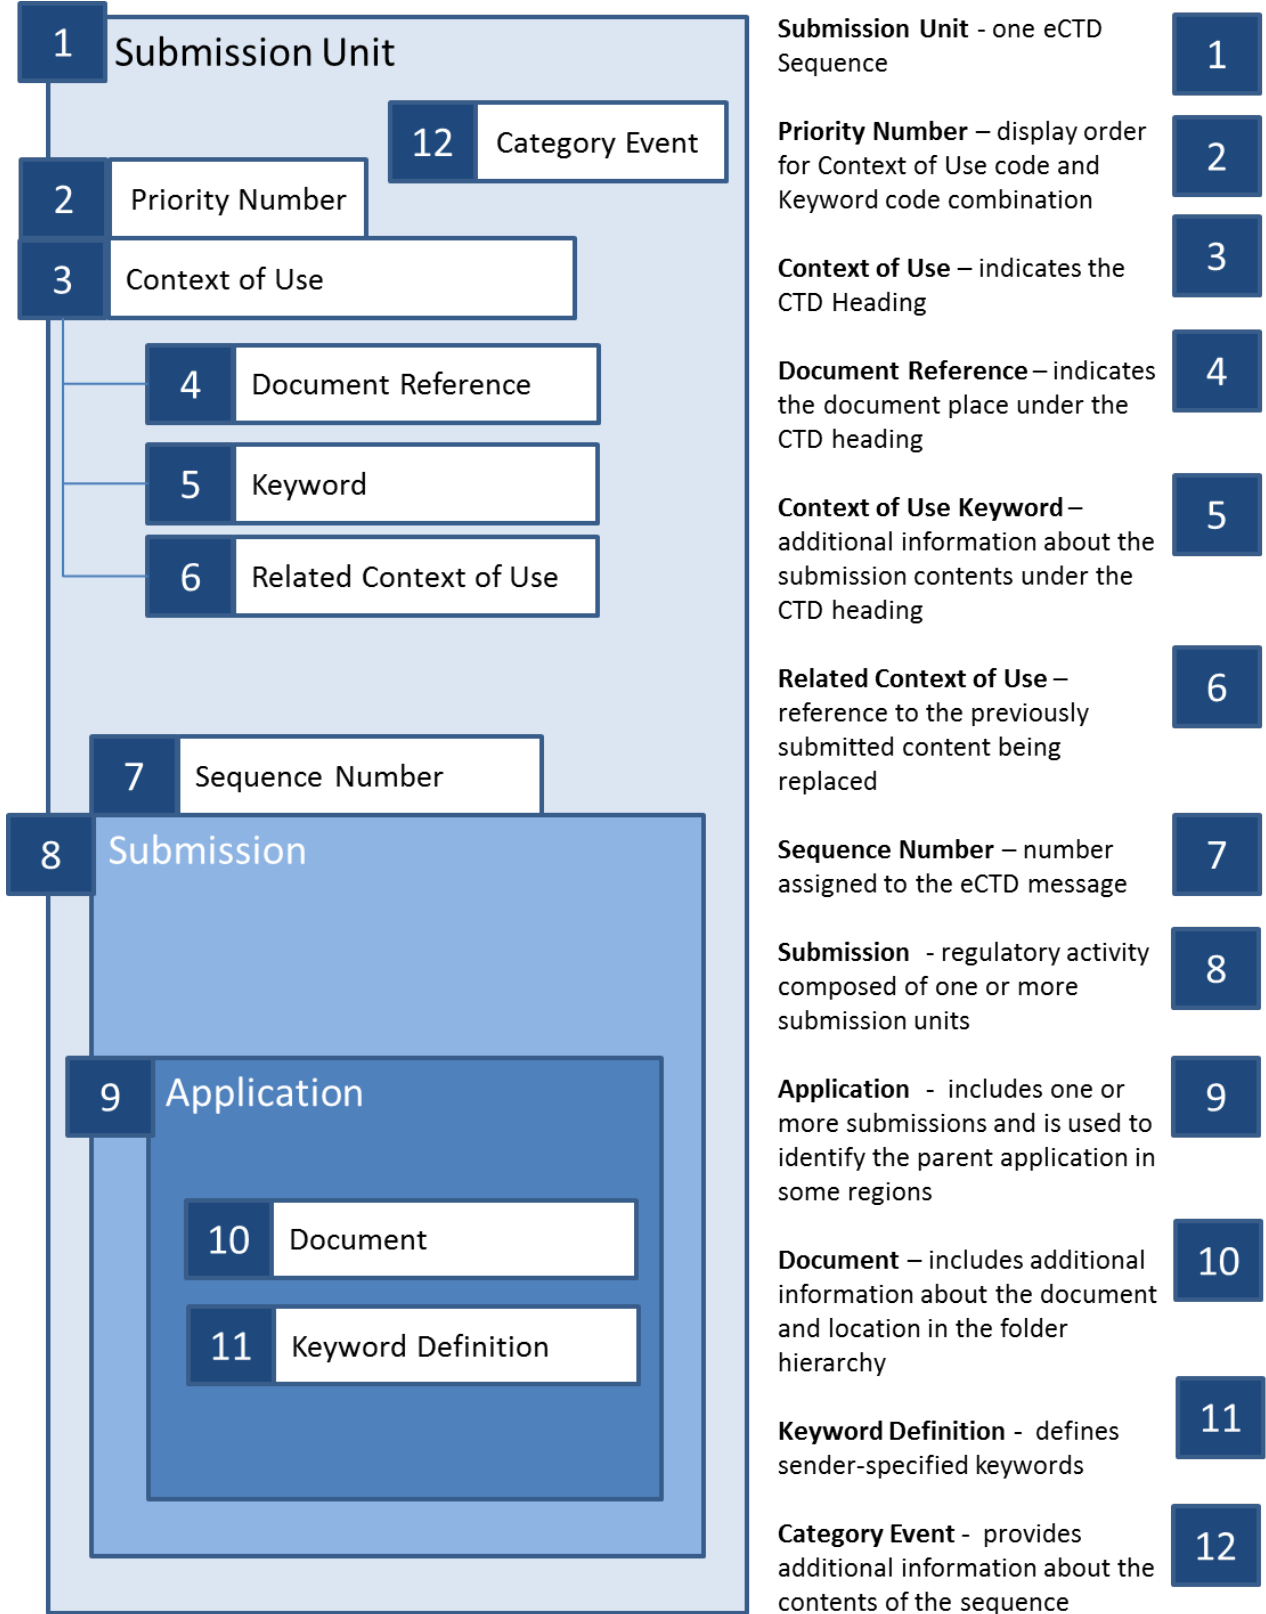 1
Submission Unit
12
Category Event
2
Priority Number
3
Context of Use
4
Document Reference
5
Keyword
6
Related Context of Use
7
Sequence Number
8
Submission
9
Application
10
Document
11
Keyword Definition
Submission Unit - one eCTD
Sequence
1
Priority Number – display order
for Context of Use code and
Keyword code combination
2
Context of Use – indicates the
CTD Heading
3
Document Reference – indicates
the document place under the
CTD heading
4
Context of Use Keyword –
additional information about the
submission contents under the
CTD heading
5
Related Context of Use –
reference to the previously
submitted content being
replaced
6
Sequence Number – number
assigned to the eCTD message
7
Submission - regulatory activity
composed of one or more
submission units
8
Application - includes one or
more submissions and is used to
identify the parent application in
some regions
9
Document – includes additional
information about the document
and location in the folder
hierarchy
10
Keyword Definition - defines
sender-specified keywords
11
Category Event - provides
additional information about the
contents of the sequence
12